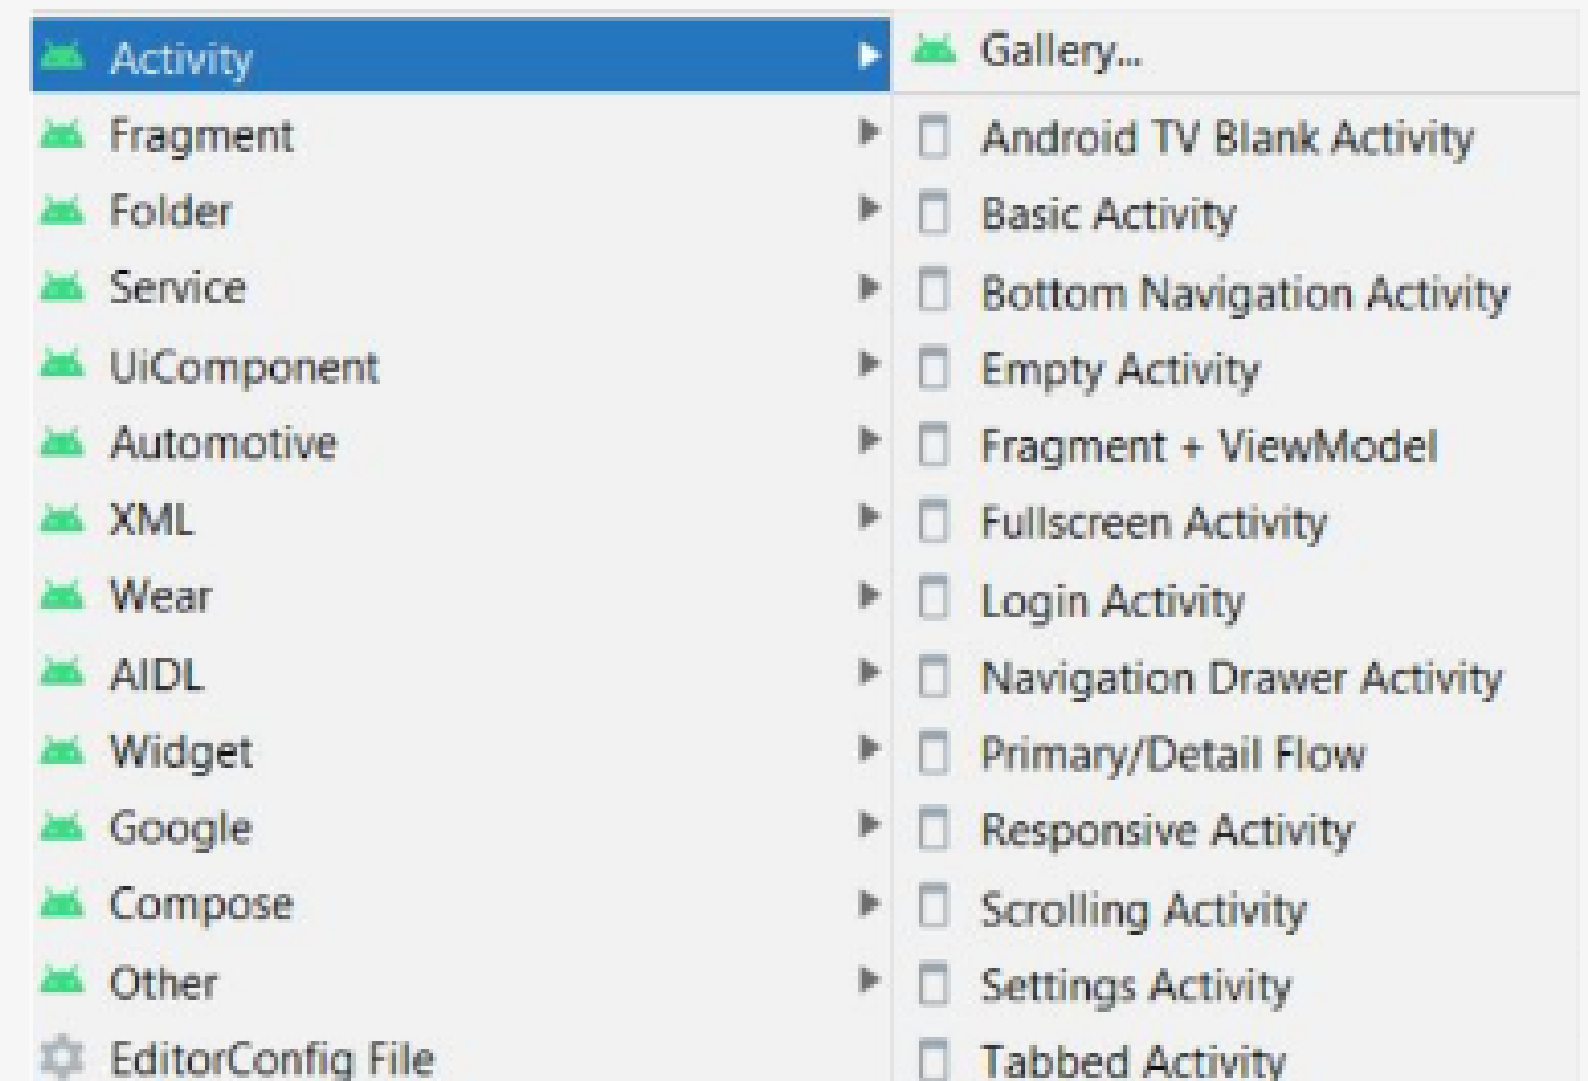 Activity
Fragment
Folder
Service
UiComponent
Automotive
XML
Wear
AIDL
Widget
Google
Compose
Other
EditorConfig File
Gallery...
Android TV Blank Activity
Basic Activity
Bottom Navigation Activity
Empty Activity
Fragment + ViewModel
Fullscreen Activity
Login Activity
Navigation Drawer Activity
Primary/Detail Flow
Responsive Activity
Scrolling Activity
Settings Activity
Tabbed Activity